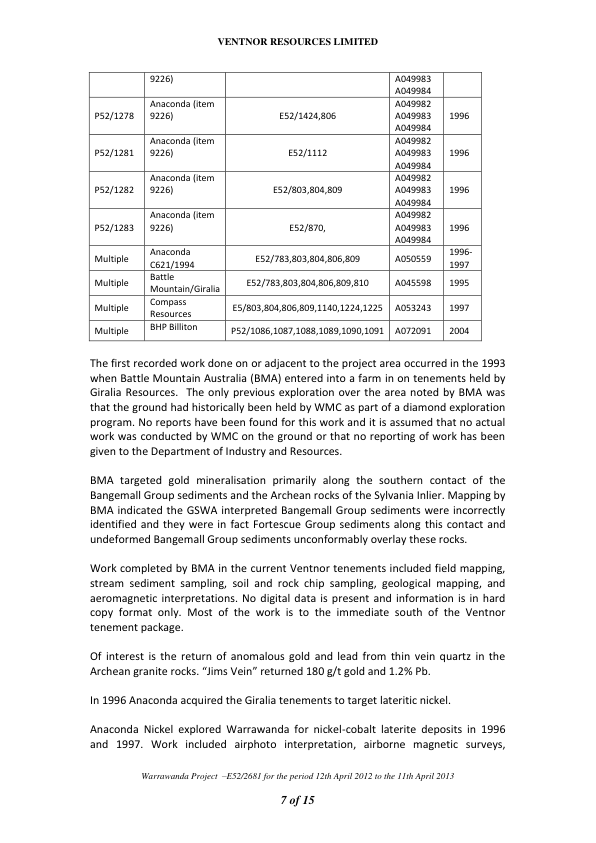 VENTNOR RESOURCES LIMITED
9226) A049983
A049984
P52/1278 Anaconda (item 9226) E52/1424,806 A049982 A049983 A049984 1996
P52/1281 Anaconda (item 9226) E52/1112 A049982 A049983 A049984 1996
P52/1282 Anaconda (item 9226) E52/803,804,809 A049982 A049983 A049984 1996
P52/1283 Anaconda (item 9226) E52/870, A049982 A049983 A049984 1996
Multiple Anaconda C621/1994 E52/783,803,804,806,809 A050559 1996-1997
Multiple Battle Mountain/Giralia E52/783,803,804,806,809,810 A045598 1995
Multiple Compass Resources E5/803,804,806,809,1140,1224,1225 A053243 1997
Multiple BHP Billiton P52/1086,1087,1088,1089,1090,1091 A072091 2004
The first recorded work done on or adjacent to the project area occurred in the 1993
when Battle Mountain Australia (BMA) entered into a farm in on tenements held by
Giralia Resources. The only previous exploration over the area noted by BMA was
that the ground had historically been held by WMC as part of a diamond exploration
program. No reports have been found for this work and it is assumed that no actual
work was conducted by WMC on the ground or that no reporting of work has been
given to the Department of Industry and Resources.
BMA targeted gold mineralisation primarily along the southern contact of the
Bangemall Group sediments and the Archean rocks of the Sylvania Inlier. Mapping by
BMA indicated the GSWA interpreted Bangemall Group sediments were incorrectly
identified and they were in fact Fortescue Group sediments along this contact and
undeformed Bangemall Group sediments unconformably overlay these rocks.
Work completed by BMA in the current Ventnor tenements included field mapping,
stream sediment sampling, soil and rock chip sampling, geological mapping, and
aeromagnetic interpretations. No digital data is present and information is in hard
copy format only. Most of the work is to the immediate south of the Ventnor
tenement package.
Of interest is the return of anomalous gold and lead from thin vein quartz in the
Archean granite rocks. “Jims Vein” returned 180 g/t gold and 1.2% Pb.
In 1996 Anaconda acquired the Giralia tenements to target lateritic nickel.
Anaconda Nickel explored Warrawanda for nickel-cobalt laterite deposits in 1996
and 1997. Work included airphoto interpretation, airborne magnetic surveys,
Warrawanda Project –E52/2681 for the period 12th April 2012 to the 11th April 2013
7 of 15